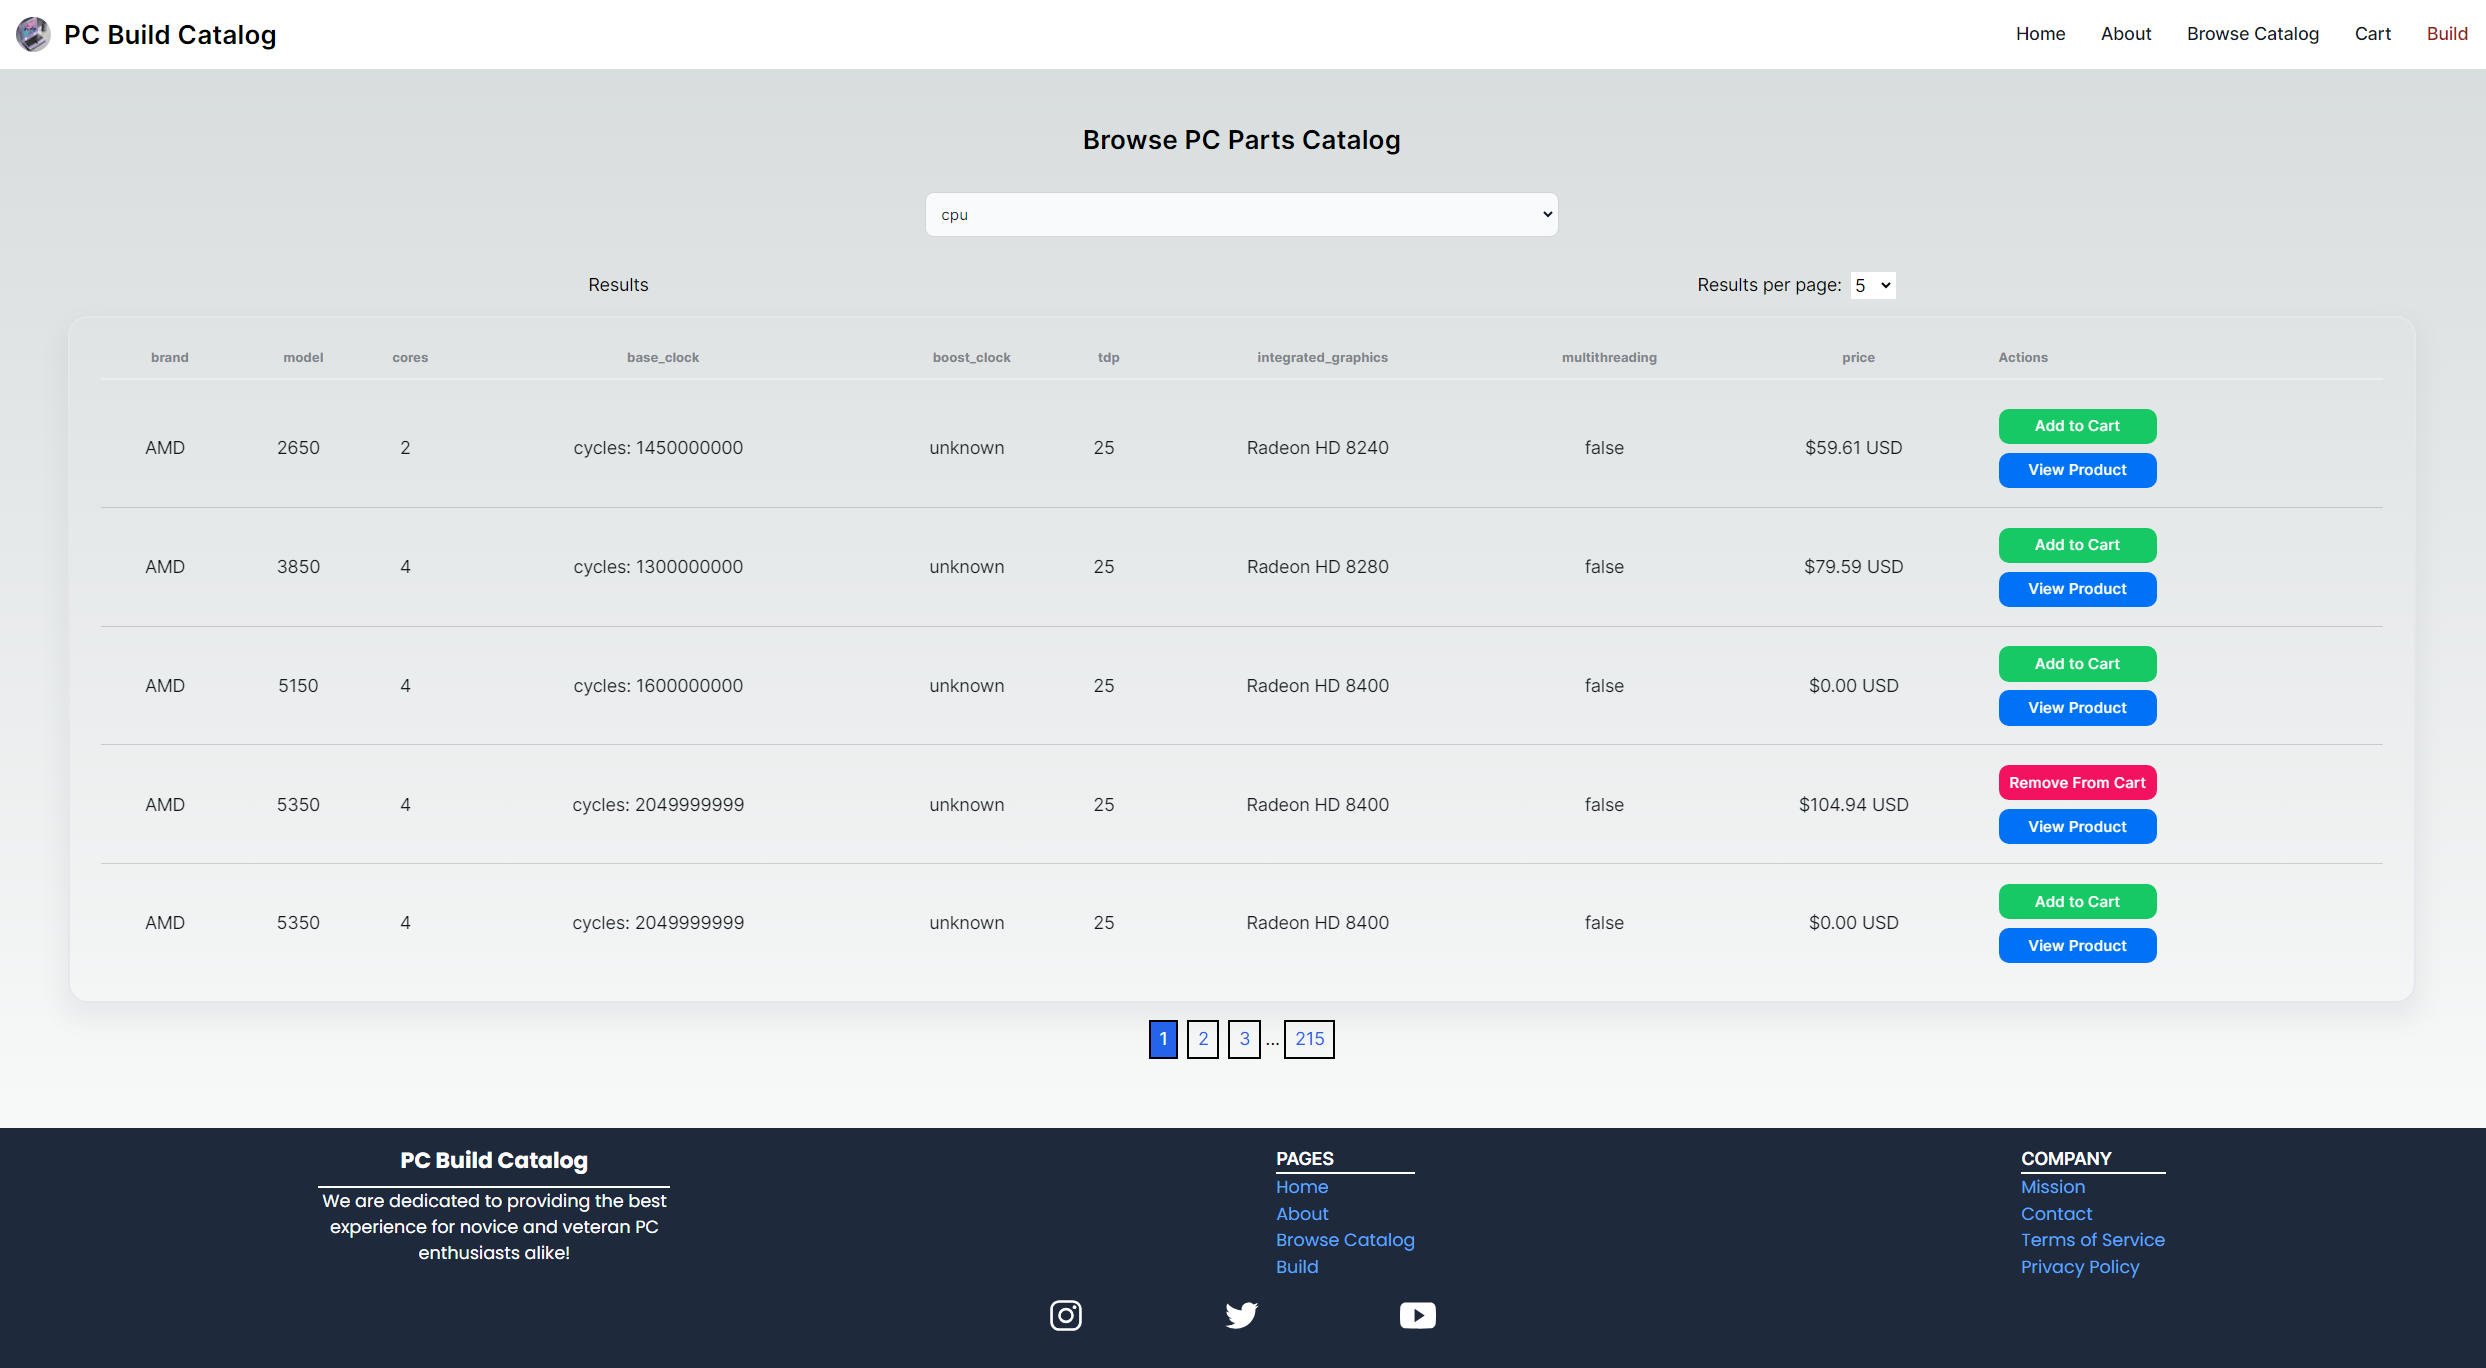 PC Build Catalog
Home About Browse Catalog Cart Build
Browse PC Parts Catalog
cpu
Results
Results per page: 5
brand model cores base_clock boost_clock tdp integrated_graphics multithreading price Actions
AMD 2650 2 cycles: 1450000000 unknown 25 Radeon HD 8240 false $59.61 USD
Add to Cart
View Product
AMD 3850 4 cycles: 1300000000 unknown 25 Radeon HD 8280 false $79.59 USD
Add to Cart
View Product
AMD 5150 4 cycles: 1600000000 unknown 25 Radeon HD 8400 false $0.00 USD
Add to Cart
View Product
AMD 5350 4 cycles: 2049999999 unknown 25 Radeon HD 8400 false $104.94 USD
Remove From Cart
View Product
AMD 5350 4 cycles: 2049999999 unknown 25 Radeon HD 8400 false $0.00 USD
Add to Cart
View Product
1 2 3 ... 215
PC Build Catalog
We are dedicated to providing the best
experience for novice and veteran PC
enthusiasts alike!
PAGES
Home
About
Browse Catalog
Build
COMPANY
Mission
Contact
Terms of Service
Privacy Policy